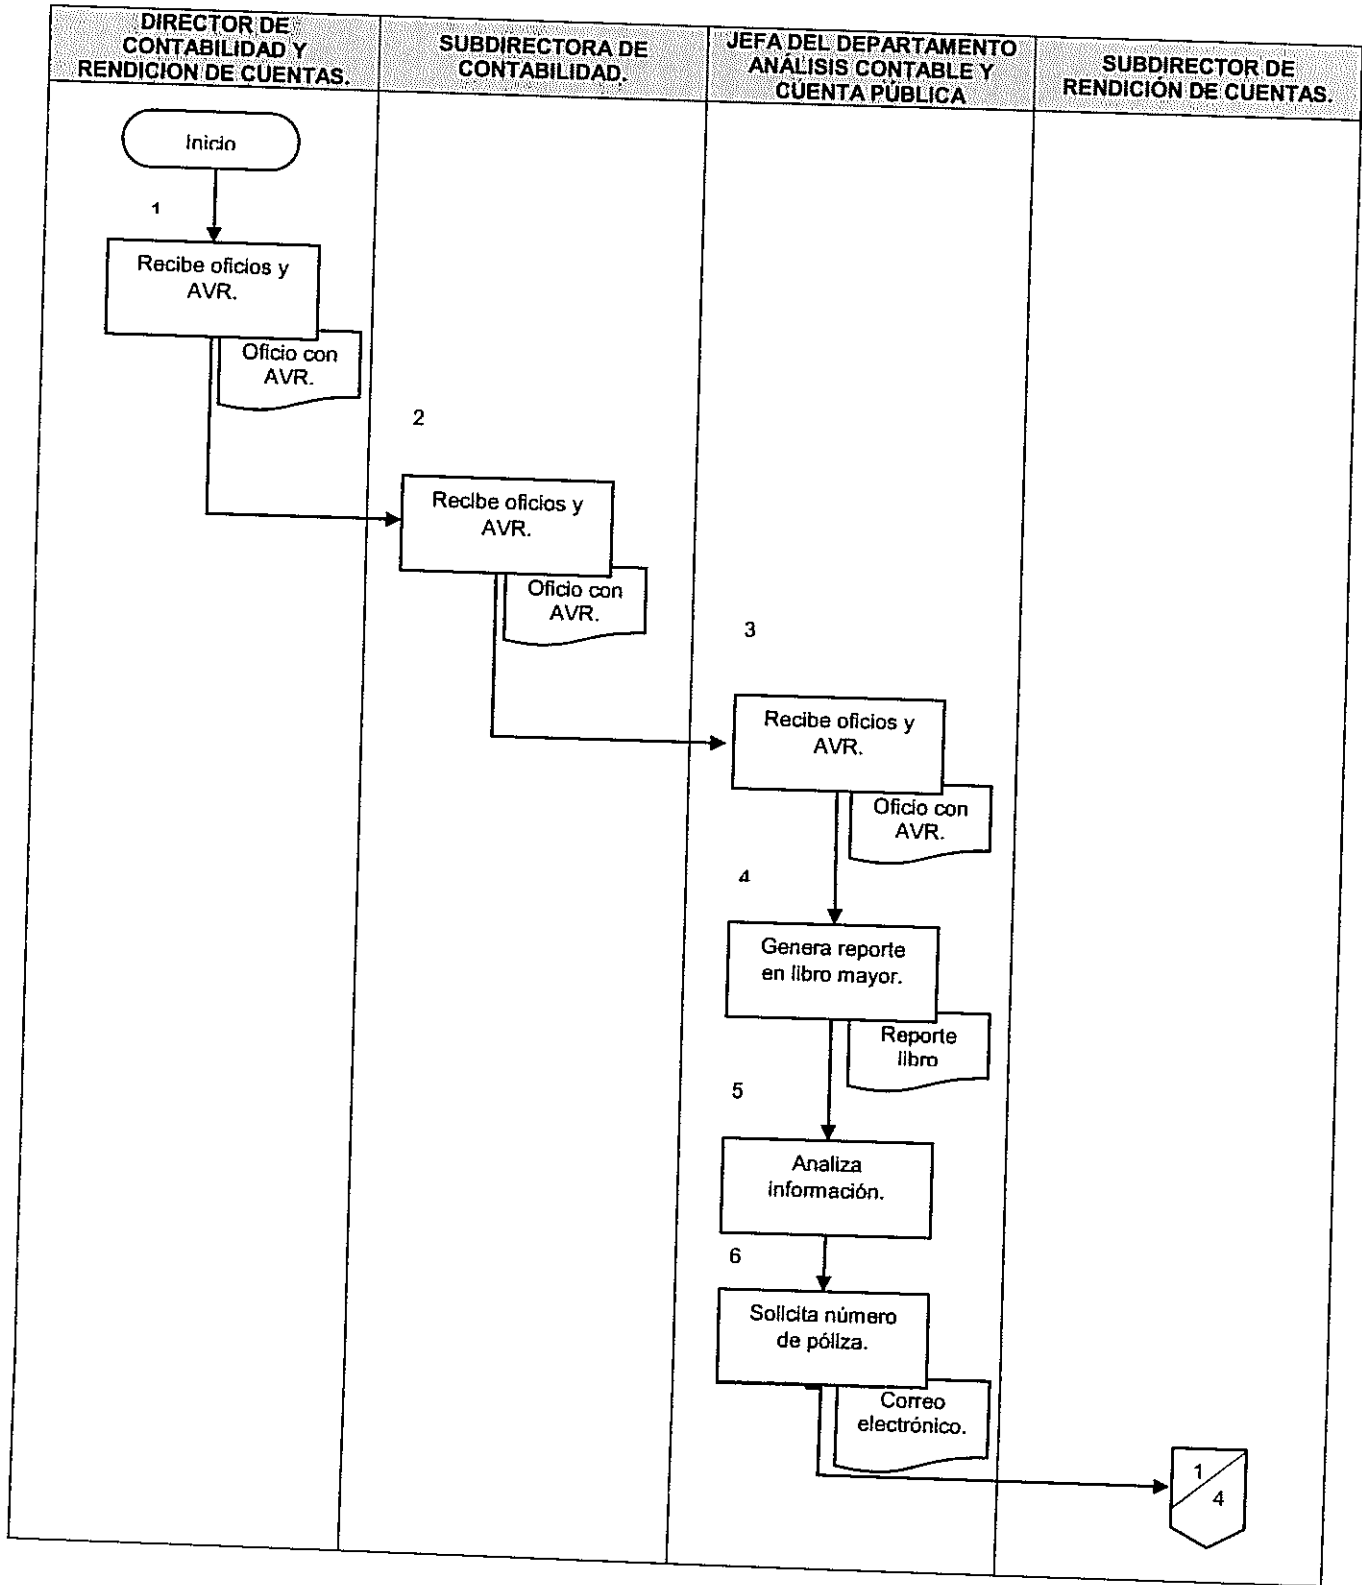 DIRECTOR DE
CONTABILIDAD Y
RENDICION DE CUENTAS.
SUBDIRECTORA DE
CONTABILIDAD.
JEFA DEL DEPARTAMENTO
ANÁLISIS CONTABLE Y
CUENTA PÚBLICA
SUBDIRECTOR DE
RENDICIÓN DE CUENTAS.
Inicio
1
Recibe oficios y
AVR.
Oficio con
AVR.
2
Recibe oficios y
AVR.
Oficio con
AVR.
3
Recibe oficios y
AVR.
Oficio con
AVR.
4
Genera reporte
en libro mayor.
Reporte
libro
5
Analiza
información.
6
Solicita número
de póliza.
Correo
electrónico.
1
4